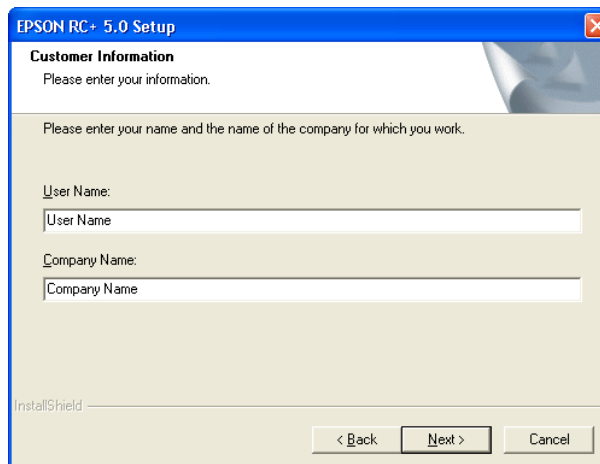 EPSON RC+ 5.0 Setup
Customer Information
Please enter your information.
Please enter your name and the name of the company for which you work.
User Name:
User Name
Company Name:
Company Name
InstallShield
< Back Next > Cancel